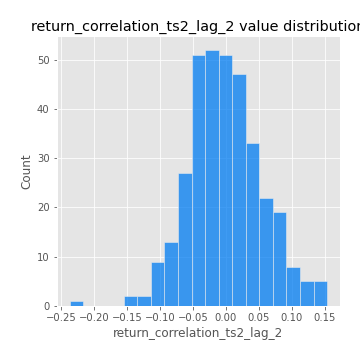 return_correlation_ts2_lag_2 value distribution
Count
50
40
30
20
10
0
−0.25 −0.20 −0.15 −0.10 −0.05 0.00 0.05 0.10 0.15
return_correlation_ts2_lag_2